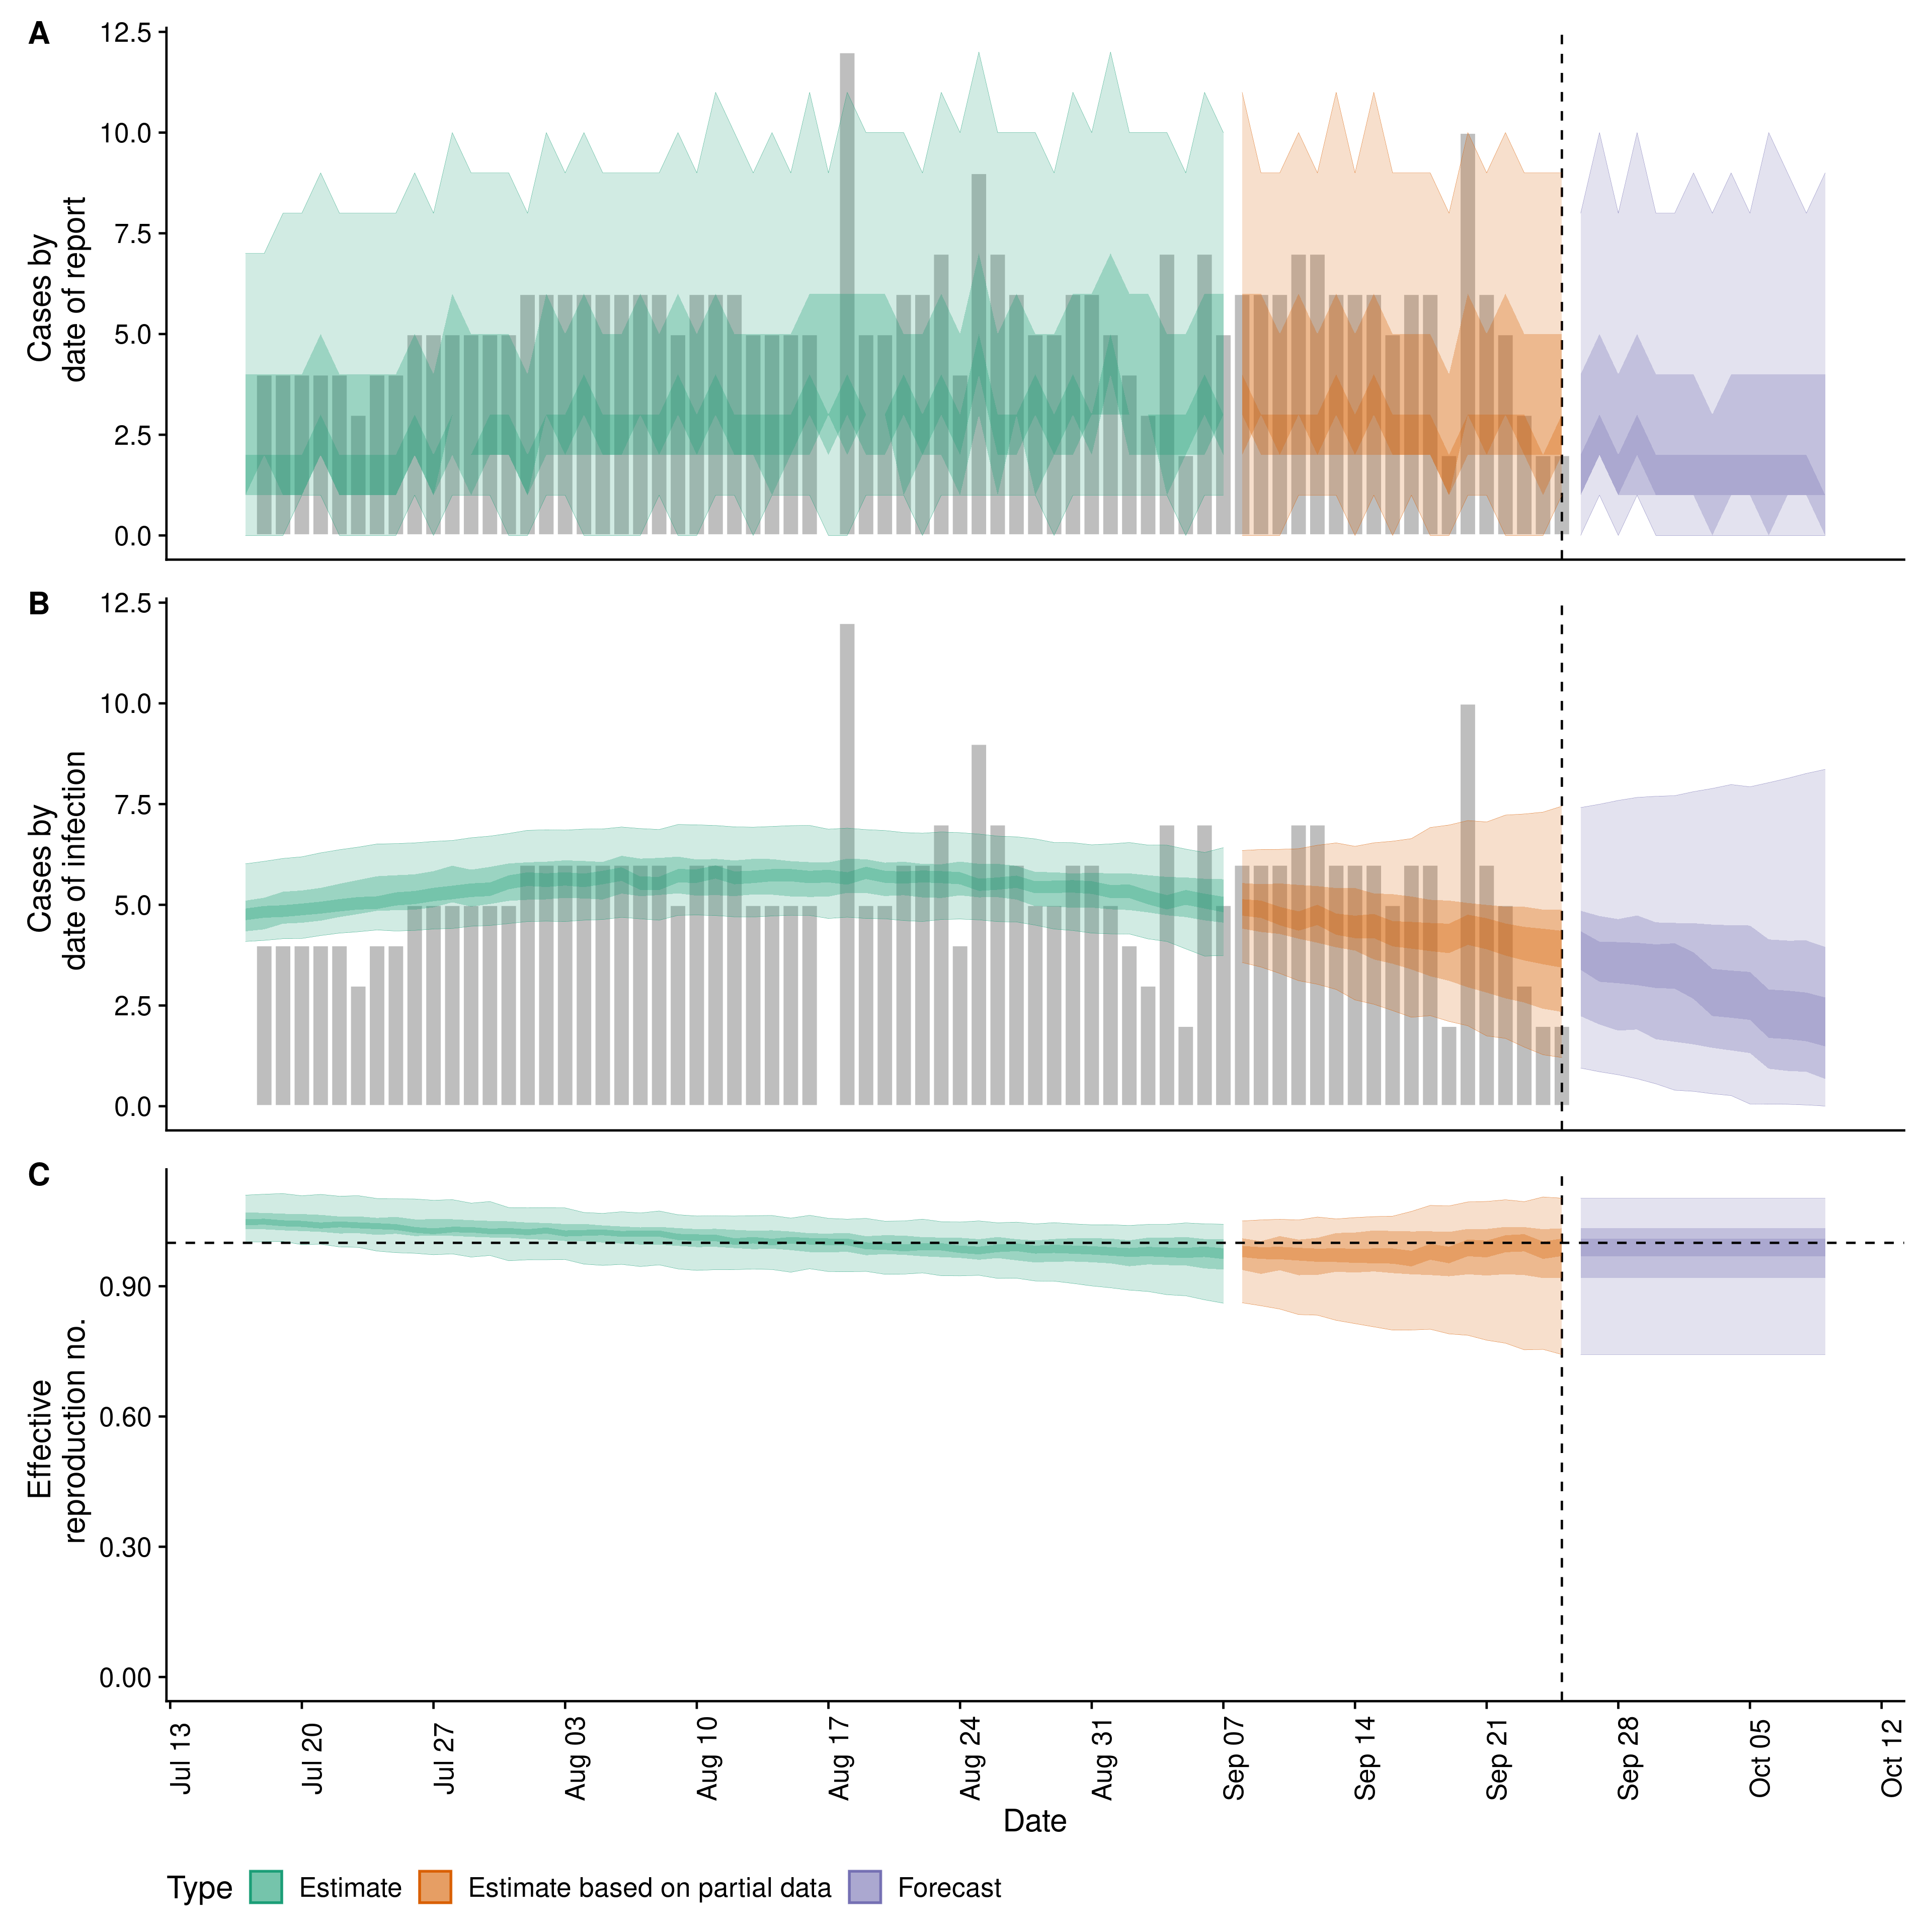 A
12.5
10.0
7.5
5.0
2.5
0.0
Cases by
date of report
B
12.5
10.0
7.5
5.0
2.5
0.0
Cases by
date of infection
C
0.90
0.60
0.30
0.00
Effective
reproduction no.
Jul 13
Jul 20
Jul 27
Aug 03
Aug 10
Aug 17
Aug 24
Aug 31
Sep 07
Sep 14
Sep 21
Sep 28
Oct 05
Oct 12
Date
Type Estimate Estimate based on partial data Forecast